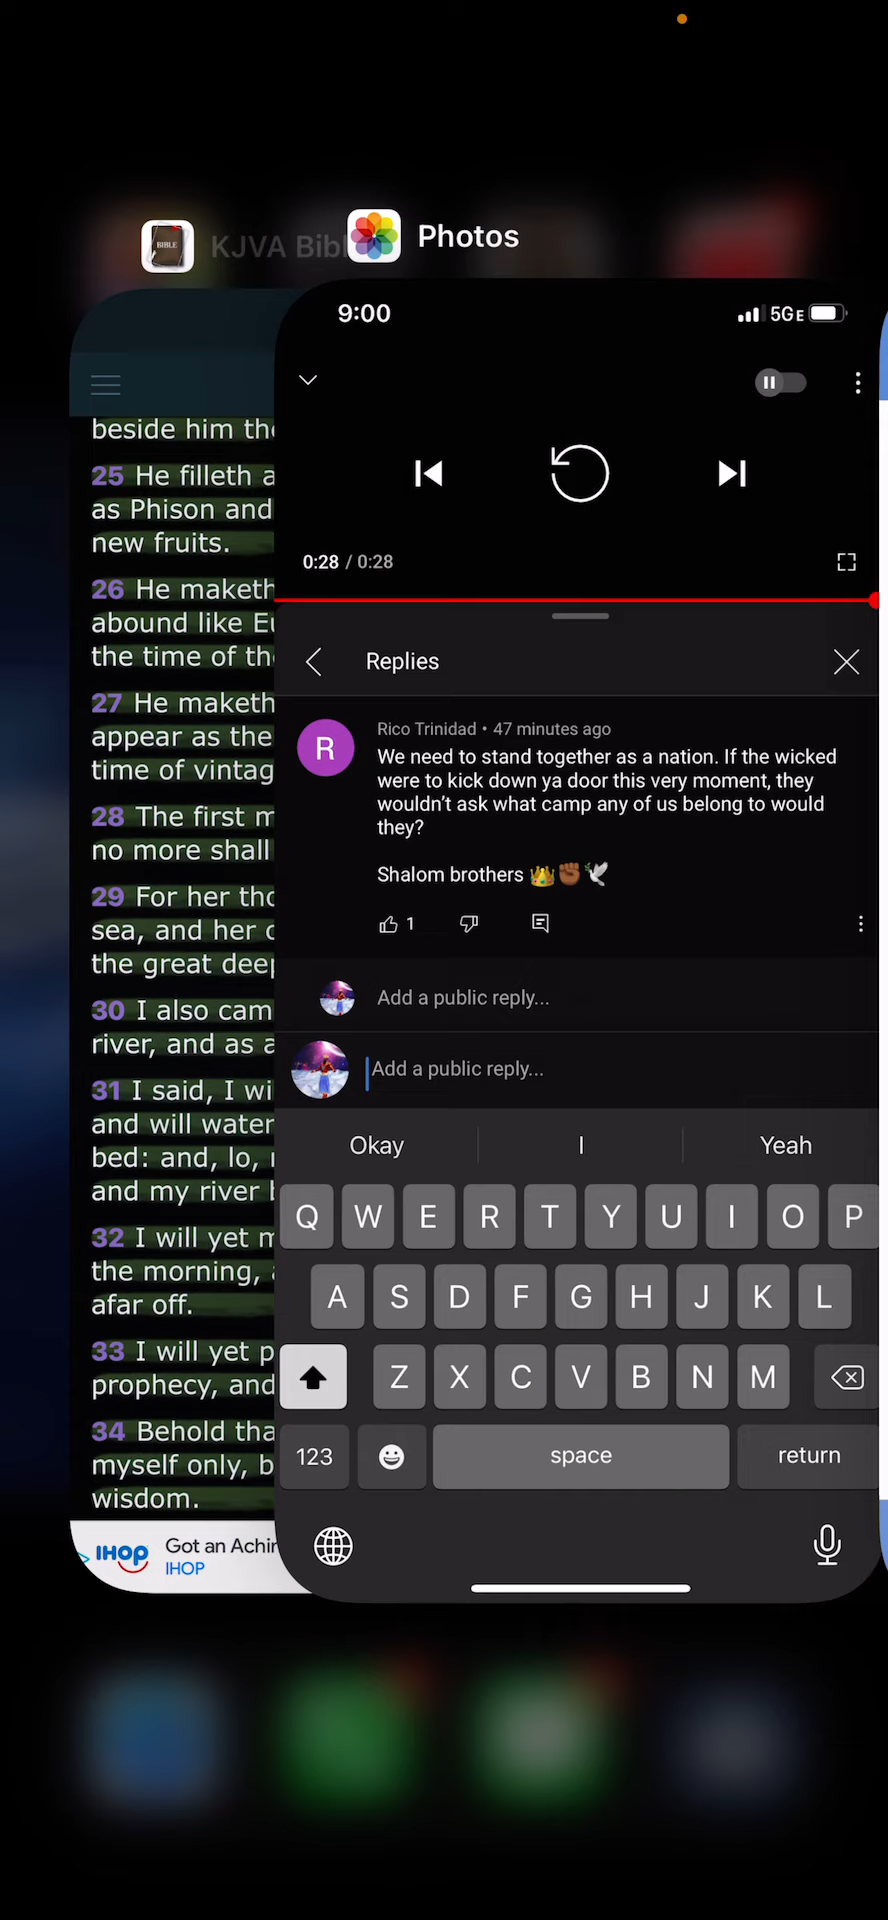 KJVA Bibl
Photos
9:00
5GE
beside him the
25 He filleth a
as Phison and
new fruits.
26 He maketh
abound like Eu
the time of the
27 He maketh
appear as the
time of vintag
28 The first m
no more shall
29 For her tho
sea, and her c
the great deep
30 I also cam
river, and as a
31 I said, I wi
and will water
bed: and, lo,
and my river b
32 I will yet m
the morning,
afar off.
33 I will yet p
prophecy, and
34 Behold tha
myself only, b
wisdom.
IHOP
Got an Achin
IHOP
0:28 / 0:28
Replies
R
Rico Trinidad • 47 minutes ago
We need to stand together as a nation. If the wicked
were to kick down ya door this very moment, they
wouldn't ask what camp any of us belong to would
they?
Shalom brothers 👑✊🏾🕊
1
Add a public reply...
Add a public reply...
Okay
I
Yeah
Q W E R T Y U I O P
A S D F G H J K L
Z X C V B N M
123
space
return